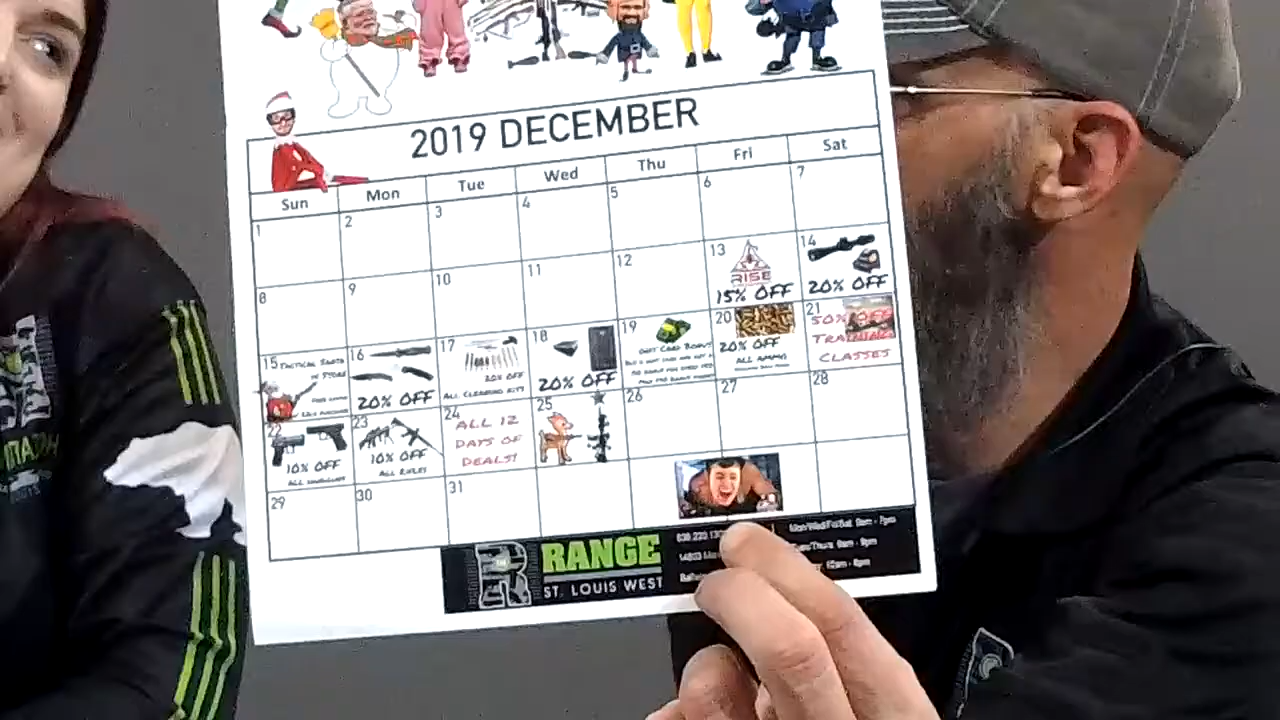 2019 DECEMBER
Sun Mon Tue Wed Thu Fri Sat
1 2 3 4 5 6 7
8 9 10 11 12 13 14
RISE
15% OFF 20% OFF
15 16 17 18 19 20 21
TACTICAL SANTA
IN STORE
20% OFF
20% OFF
ALL CLEANING KITS
20% OFF
GIFT CARD BONUS
20% OFF
ALL AMMO
50% OFF
TRAINING
CLASSES
22 23 24 25 26 27 28
10% OFF
ALL HANDGUNS
10% OFF
ALL RIFLES
ALL 12
DAYS OF
DEALS!
29 30 31
R RANGE
ST. LOUIS WEST